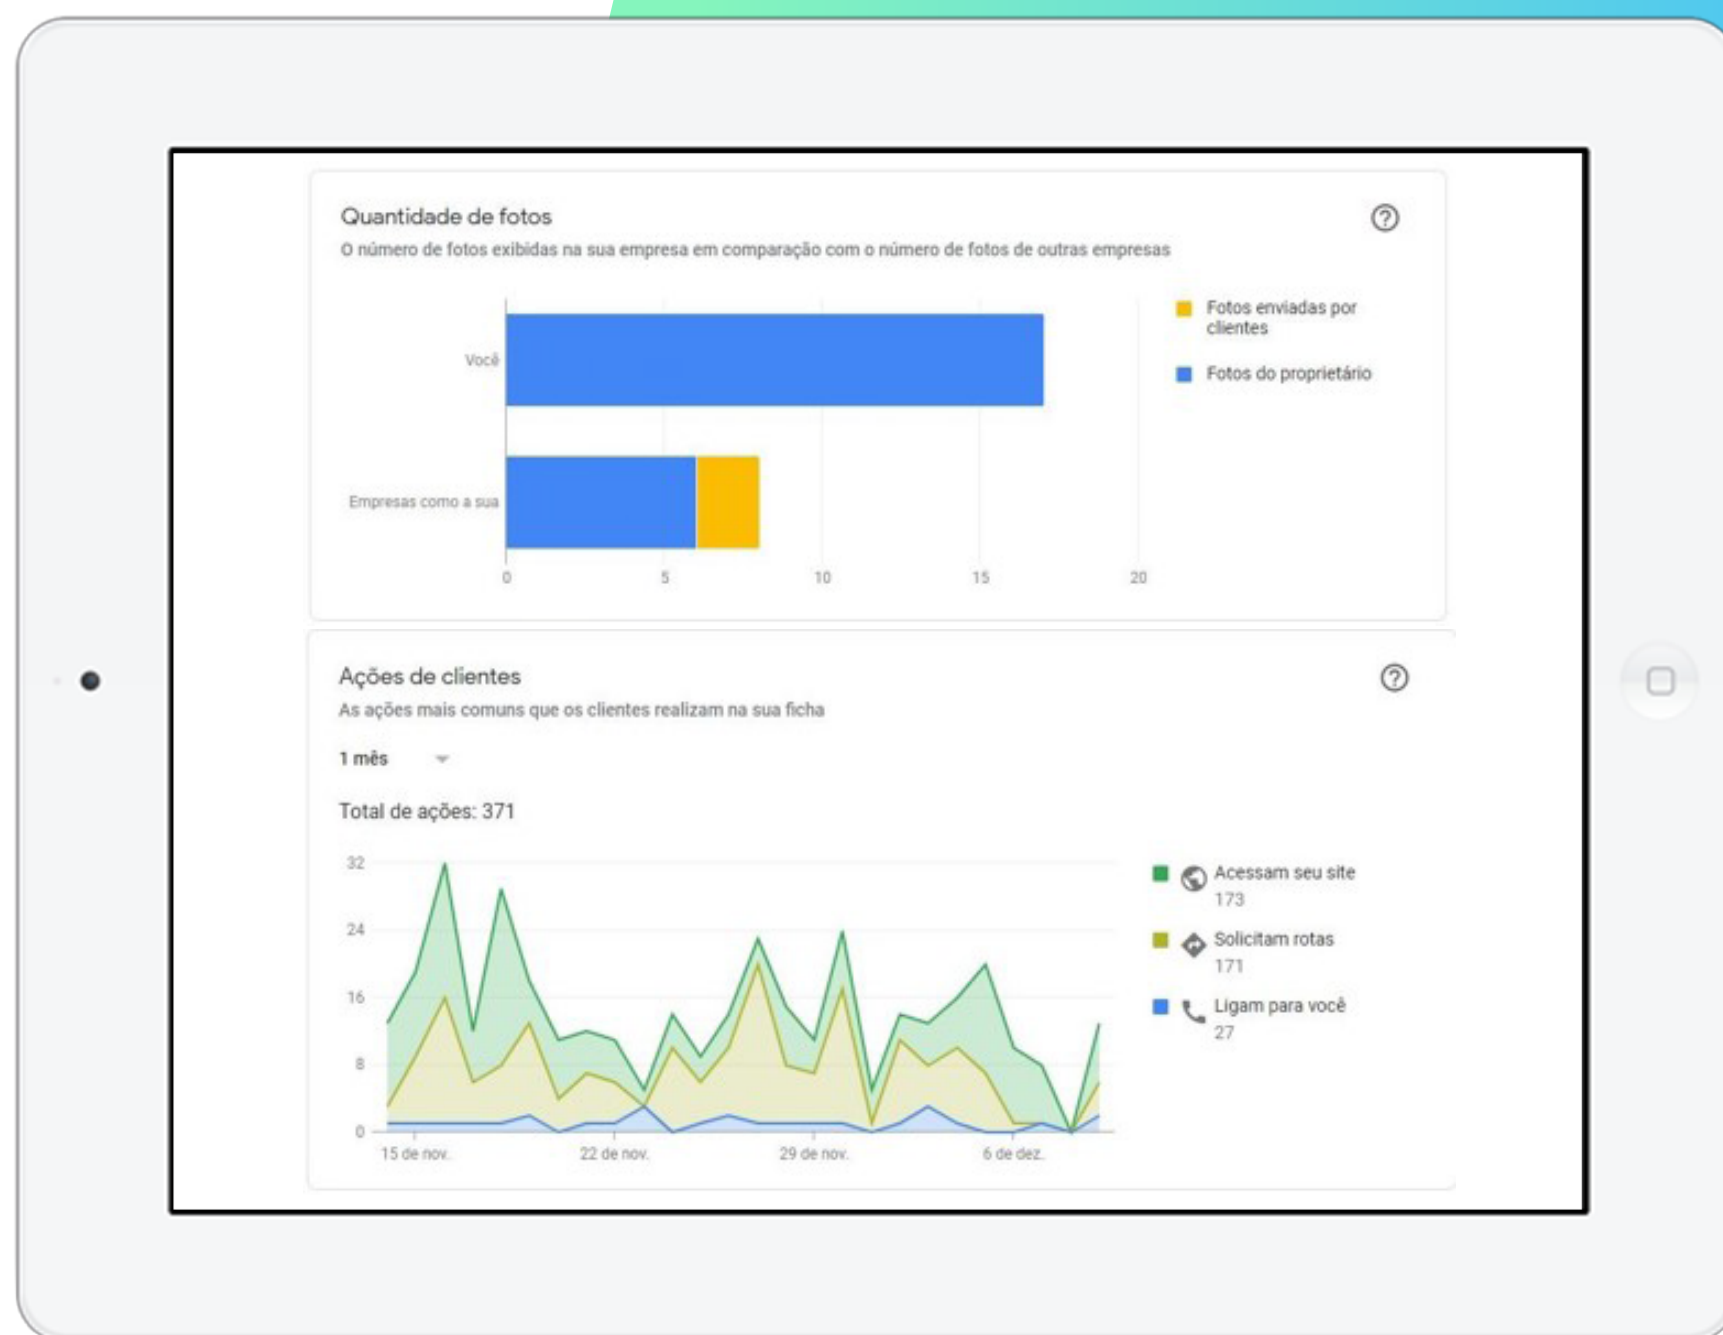 Quantidade de fotos
O número de fotos exibidas na sua empresa em comparação com o número de fotos de outras empresas
Fotos enviadas por
clientes
Fotos do proprietário
Você
Empresas como a sua
0 5 10 15 20
Ações de clientes
As ações mais comuns que os clientes realizam na sua ficha
1 mês
Total de ações: 371
32
24
16
8
0
15 de nov. 22 de nov. 29 de nov. 6 de dez.
Acessam seu site
173
Solicitam rotas
171
Ligam para você
27